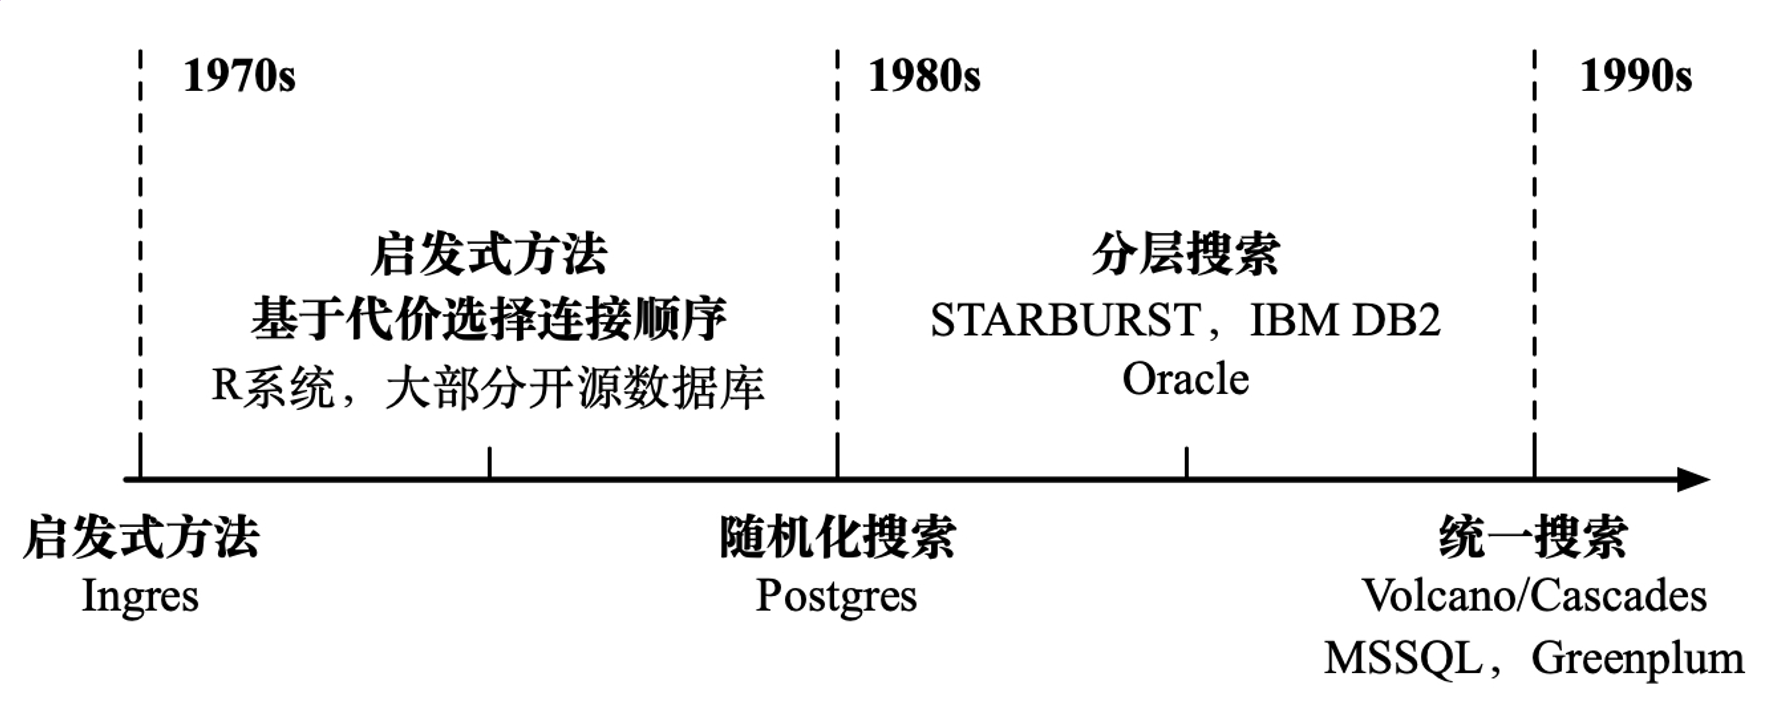 1970s
1980s
1990s
启发式方法
基于代价选择连接顺序
R系统，大部分开源数据库
分层搜索
STARBURST，IBM DB2
Oracle
启发式方法
Ingres
随机化搜索
Postgres
统一搜索
Volcano/Cascades
MSSQL，Greenplum